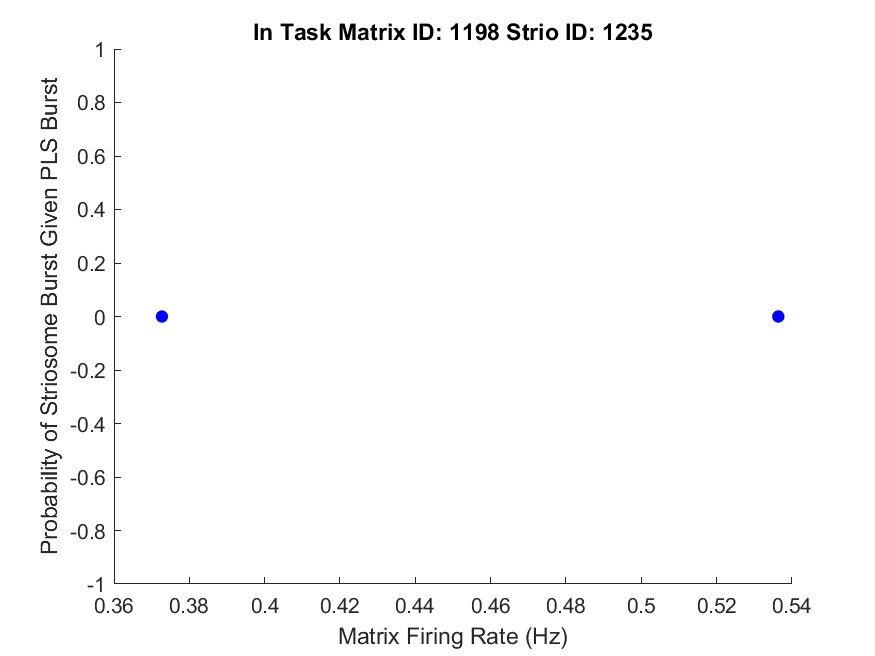 In Task Matrix ID: 1198 Strio ID: 1235
Probability of Striosome Burst Given PLS Burst
1
0.8
0.6
0.4
0.2
0
-0.2
-0.4
-0.6
-0.8
-1
0.36 0.38 0.4 0.42 0.44 0.46 0.48 0.5 0.52 0.54
Matrix Firing Rate (Hz)